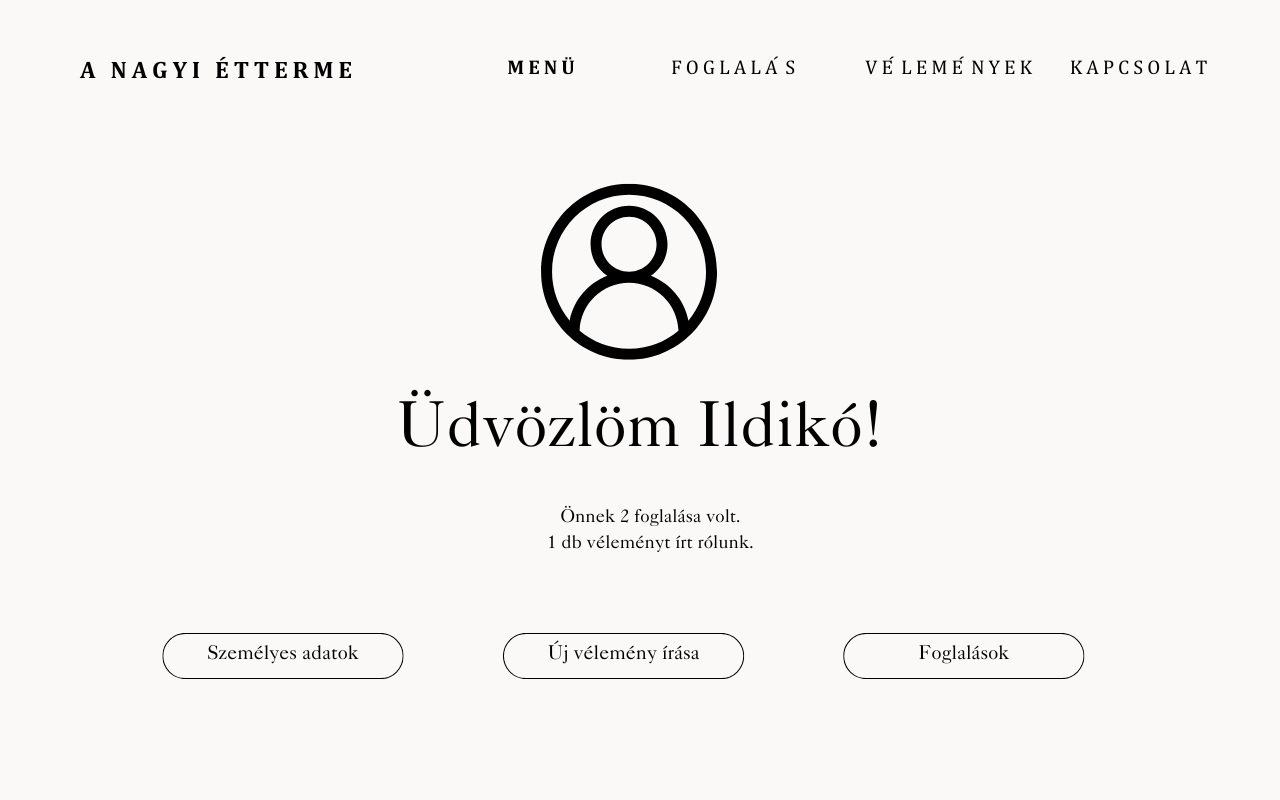 A NAGYI ÉTTERME
MENÜ
FOGLALÁS
VÉLEMÉNYEK
KAPCSOLAT
Üdvözlöm Ildikó!
Önnek 2 foglalása volt.
1 db véleményt írt rólunk.
Személyes adatok
Új vélemény írása
Foglalások